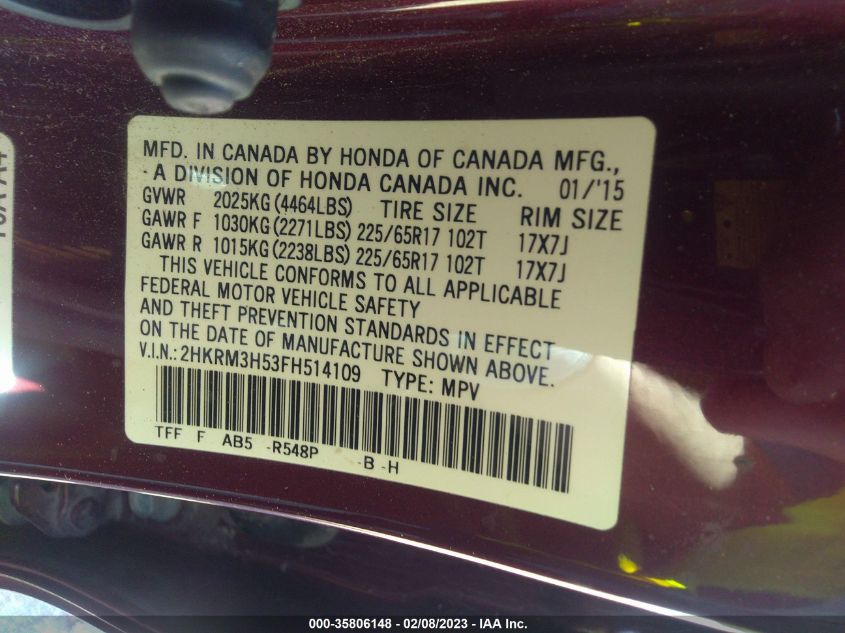 MFD. IN CANADA BY HONDA OF CANADA MFG.,
A DIVISION OF HONDA CANADA INC. 01/'15
GVWR 2025KG (4464LBS) TIRE SIZE RIM SIZE
GAWR F 1030KG (2271LBS) 225/65R17 102T 17X7J
GAWR R 1015KG (2238LBS) 225/65R17 102T 17X7J
THIS VEHICLE CONFORMS TO ALL APPLICABLE
FEDERAL MOTOR VEHICLE SAFETY
AND THEFT PREVENTION STANDARDS IN EFFECT
ON THE DATE OF MANUFACTURE SHOWN ABOVE.
V.I.N.: 2HKRM3H53FH514109 TYPE: MPV
TFF F AB5 -R548P -B -H
000-35806148 - 02/08/2023 - IAA Inc.